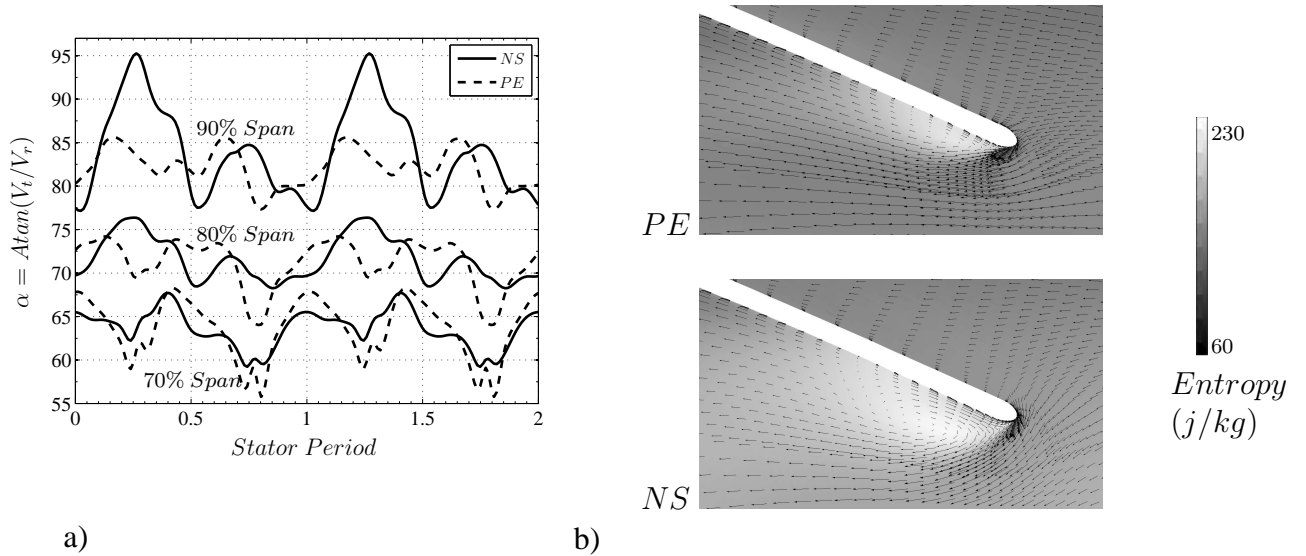 α = Atan(V_t/V_r)
95
90
85
80
75
70
65
60
55
NS
PE
90% Span
80% Span
70% Span
0
0.5
1
1.5
2
Stator Period
a)
PE
NS
b)
230
60
Entropy
(j/kg)